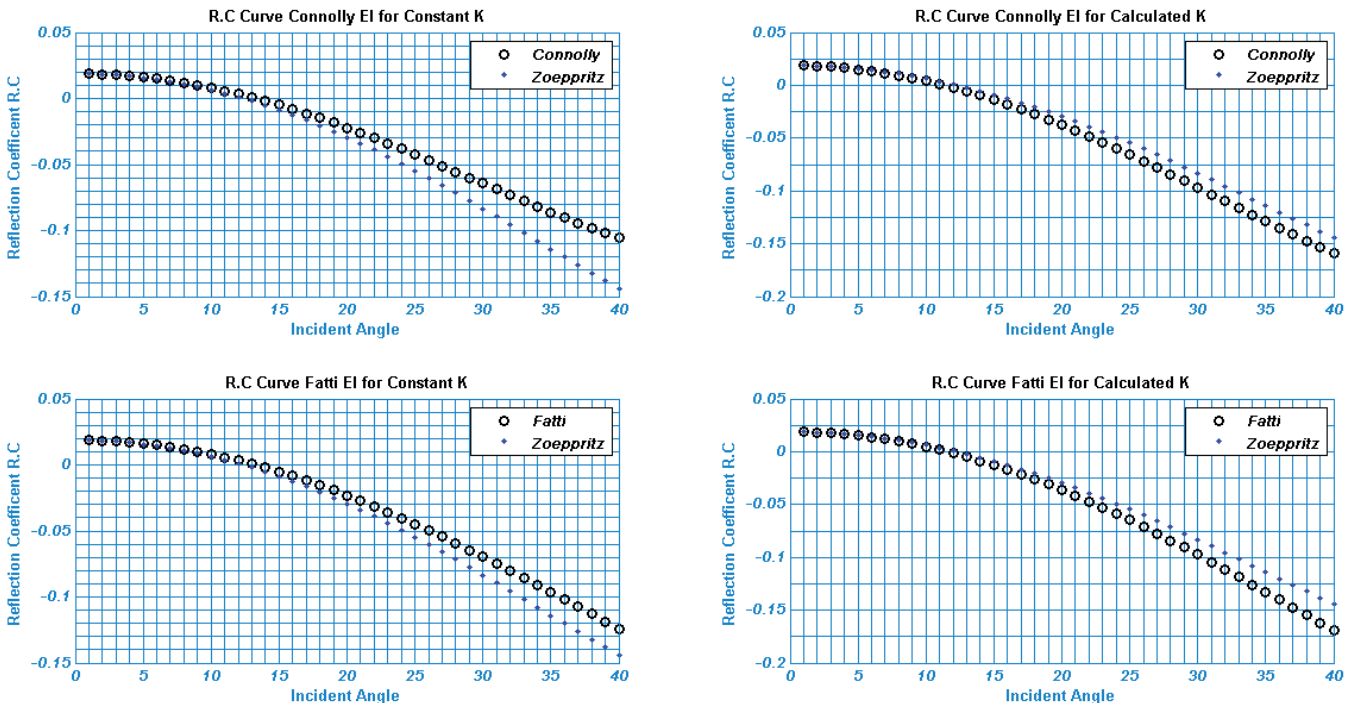 R.C Curve Connolly EI for Constant K
0.05
0
-0.05
-0.1
-0.15
Reflection Coefficent R.C
Connolly
Zoeppritz
0 5 10 15 20 25 30 35 40
Incident Angle
R.C Curve Connolly EI for Calculated K
0.05
0
-0.05
-0.1
-0.15
-0.2
Reflection Coefficent R.C
Connolly
Zoeppritz
0 5 10 15 20 25 30 35 40
Incident Angle
R.C Curve Fatti EI for Constant K
0.05
0
-0.05
-0.1
-0.15
Reflection Coefficent R.C
Fatti
Zoeppritz
0 5 10 15 20 25 30 35 40
Incident Angle
R.C Curve Fatti EI for Calculated K
0.05
0
-0.05
-0.1
-0.15
-0.2
Reflection Coefficent R.C
Fatti
Zoeppritz
0 5 10 15 20 25 30 35 40
Incident Angle